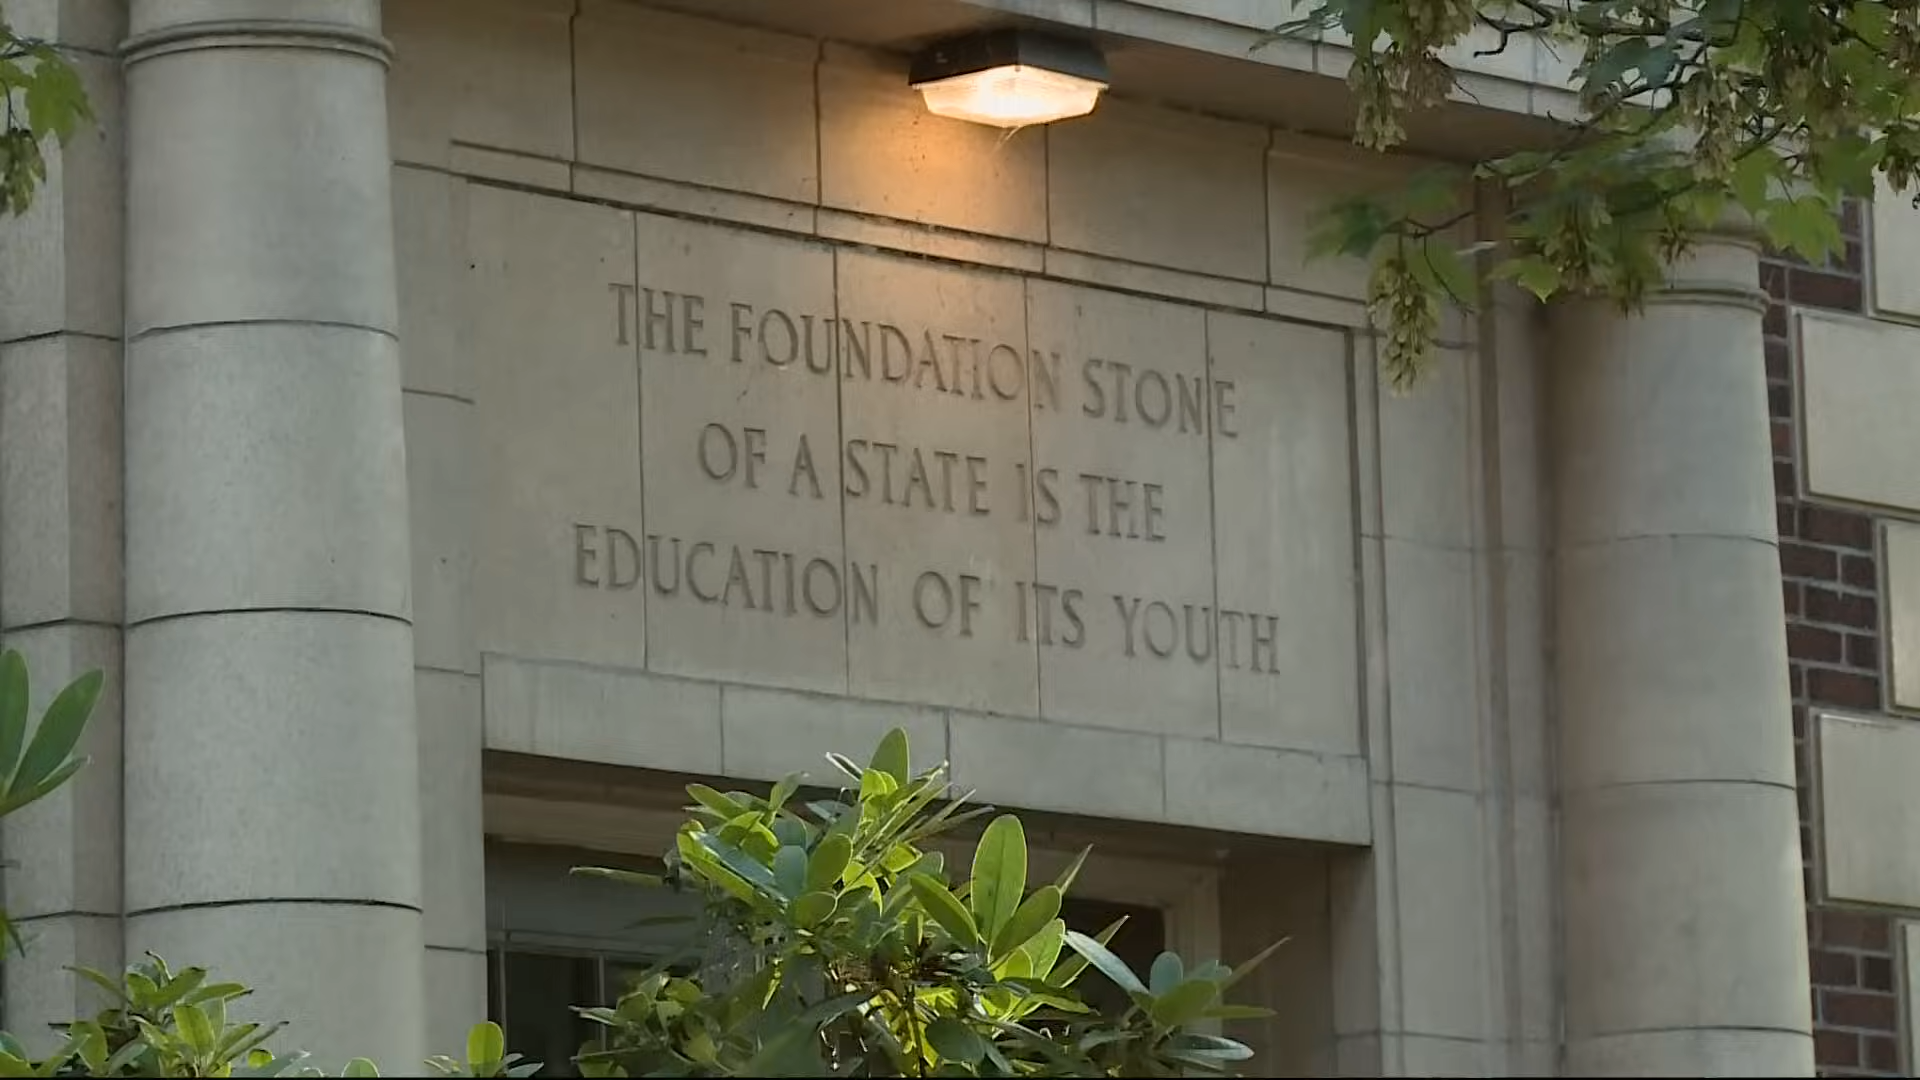 THE FOUNDATION STONE
OF A STATE IS THE
EDUCATION OF ITS YOUTH